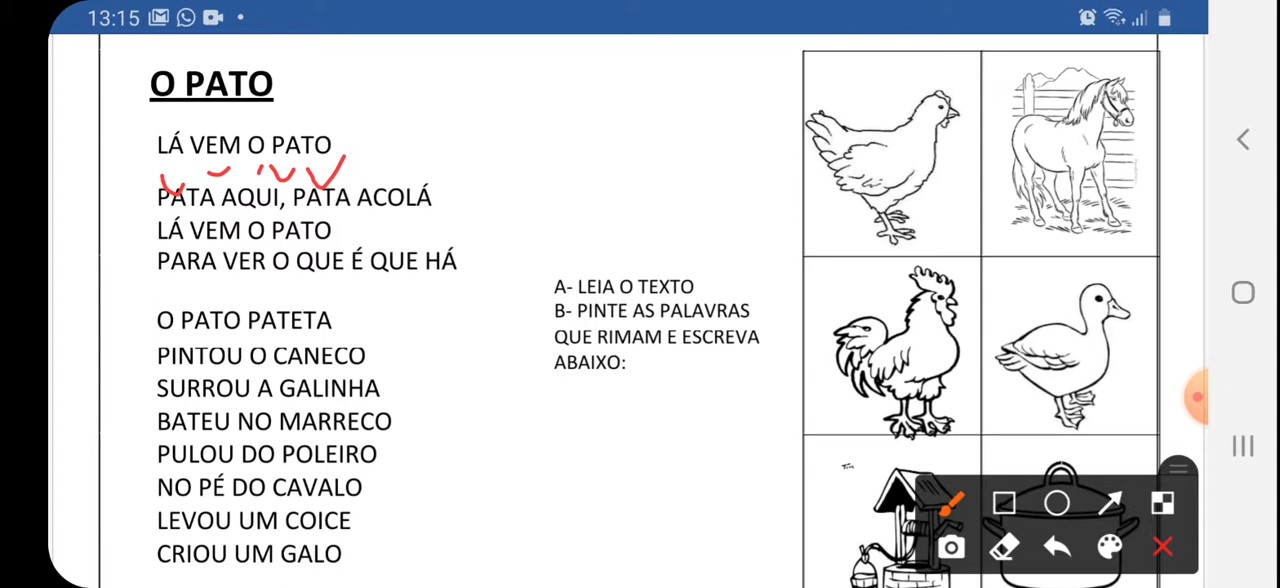 13:15
O PATO
LÁ VEM O PATO
PATA AQUI, PATA ACOLÁ
LÁ VEM O PATO
PARA VER O QUE É QUE HÁ
O PATO PATETA
PINTOU O CANECO
SURROU A GALINHA
BATEU NO MARRECO
PULOU DO POLEIRO
NO PÉ DO CAVALO
LEVOU UM COICE
CRIOU UM GALO
A- LEIA O TEXTO
B- PINTE AS PALAVRAS
QUE RIMAM E ESCREVA
ABAIXO: